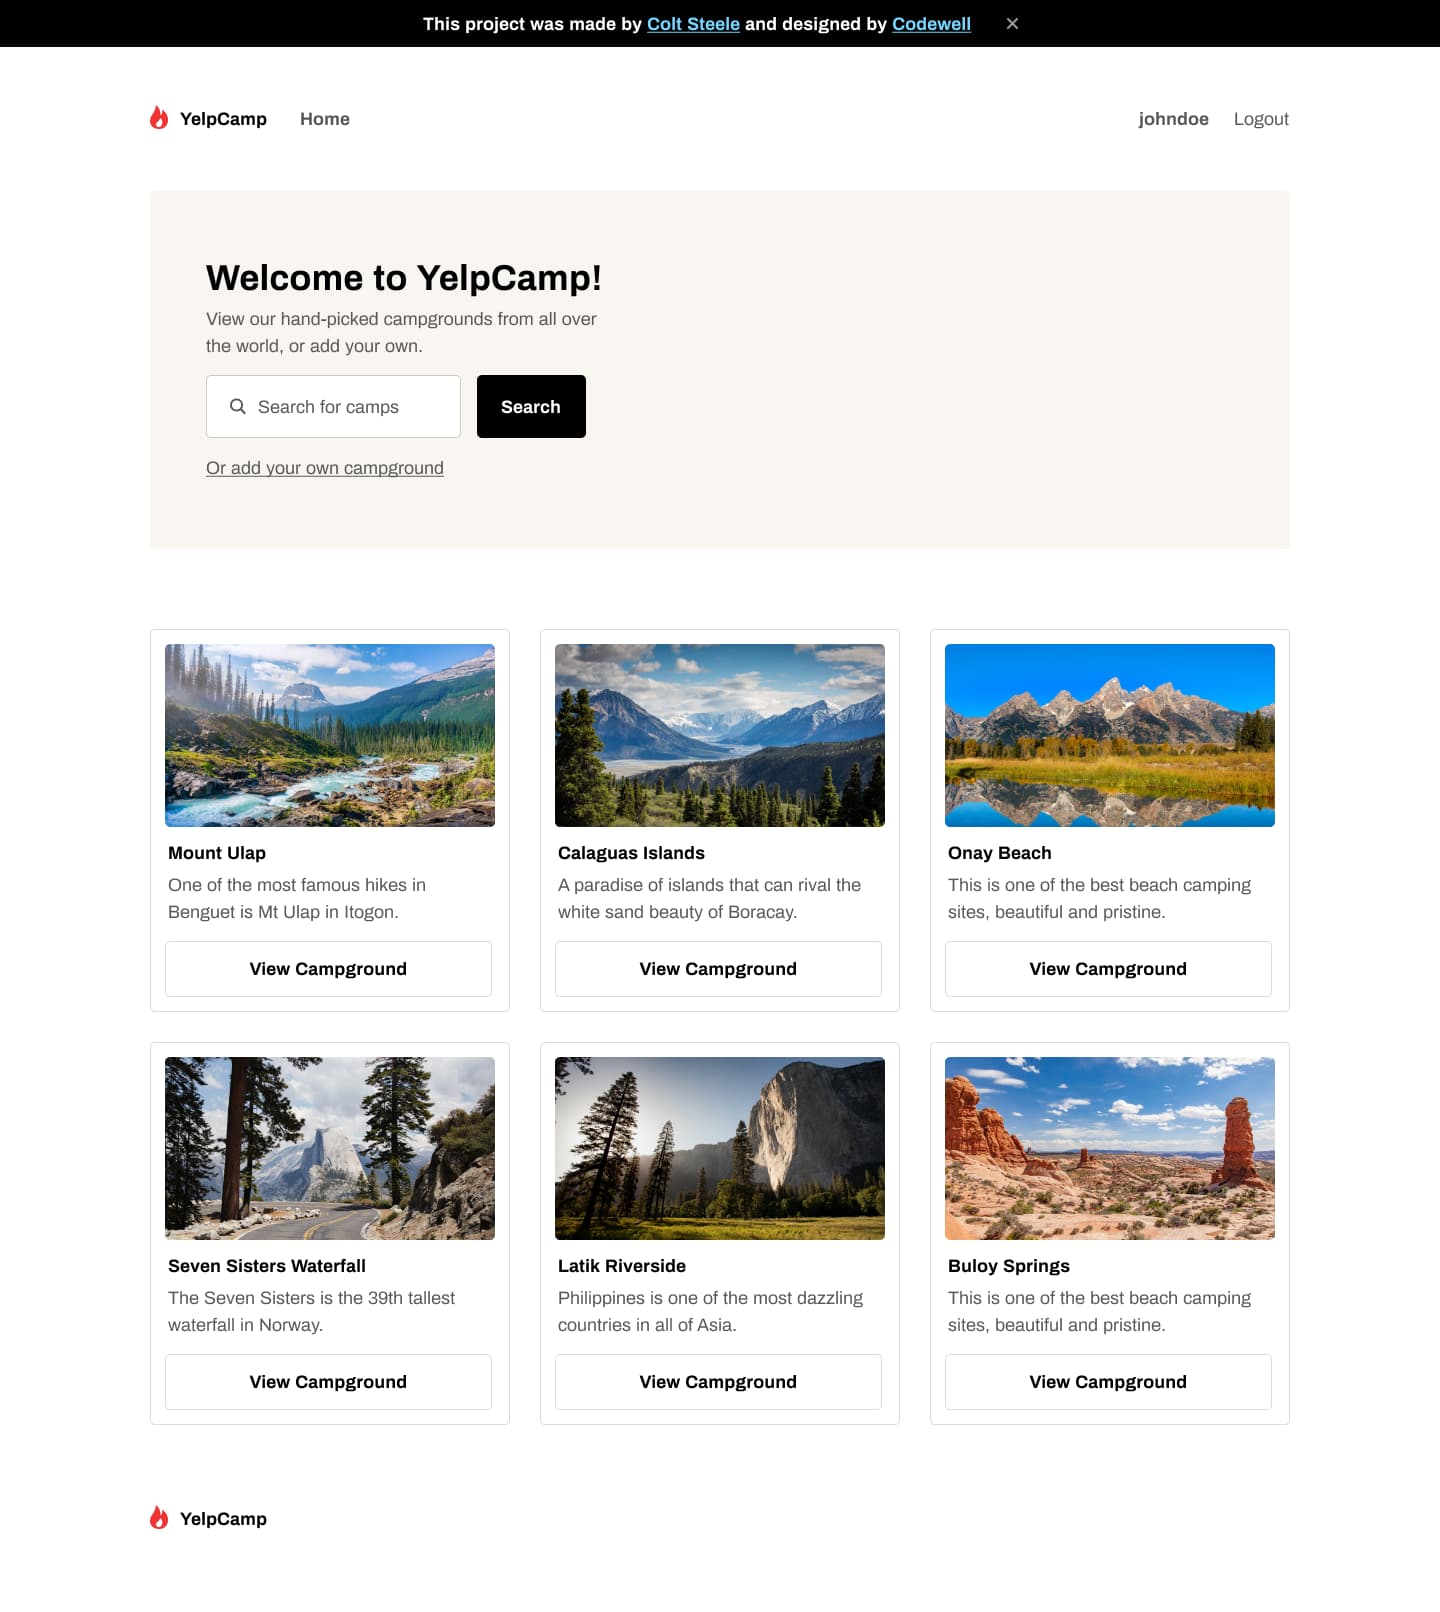 This project was made by Colt Steele and designed by Codewell
YelpCamp
Home
johndoe
Logout
Welcome to YelpCamp!
View our hand-picked campgrounds from all over
the world, or add your own.
Search for camps
Search
Or add your own campground
Mount Ulap
One of the most famous hikes in
Benguet is Mt Ulap in Itogon.
View Campground
Calaguas Islands
A paradise of islands that can rival the
white sand beauty of Boracay.
View Campground
Onay Beach
This is one of the best beach camping
sites, beautiful and pristine.
View Campground
Seven Sisters Waterfall
The Seven Sisters is the 39th tallest
waterfall in Norway.
View Campground
Latik Riverside
Philippines is one of the most dazzling
countries in all of Asia.
View Campground
Buloy Springs
This is one of the best beach camping
sites, beautiful and pristine.
View Campground
YelpCamp